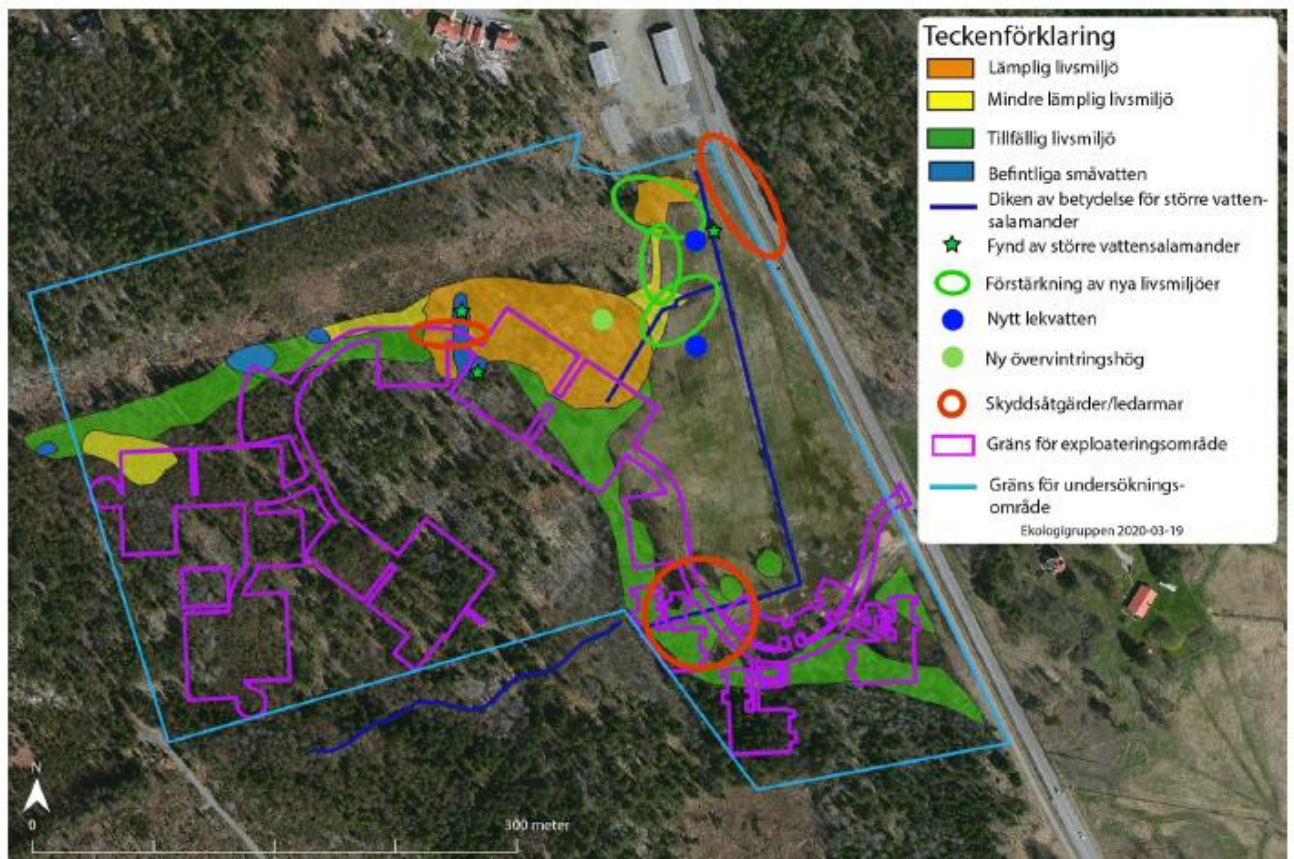 Teckenförklaring
Lämplig livsmiljö
Mindre lämplig livsmiljö
Tillfällig livsmiljö
Befintliga småvatten
Diken av betydelse för större vatten-
salamander
Fynd av större vattensalamander
Förstärkning av nya livsmiljöer
Nytt lekvatten
Ny övervintringshög
Skyddsåtgärder/ledarmar
Gräns för exploateringsområde
Gräns för undersöknings-
område
Ekologigruppen 2020-03-19
N
0 300 meter